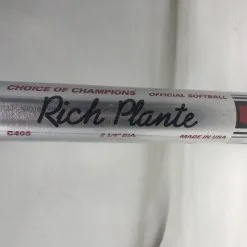 CHOICE OF CHAMPIONS OFFICIAL SOFTBALL
Rich Plante
C405 2 1/4" DIA. MADE IN USA